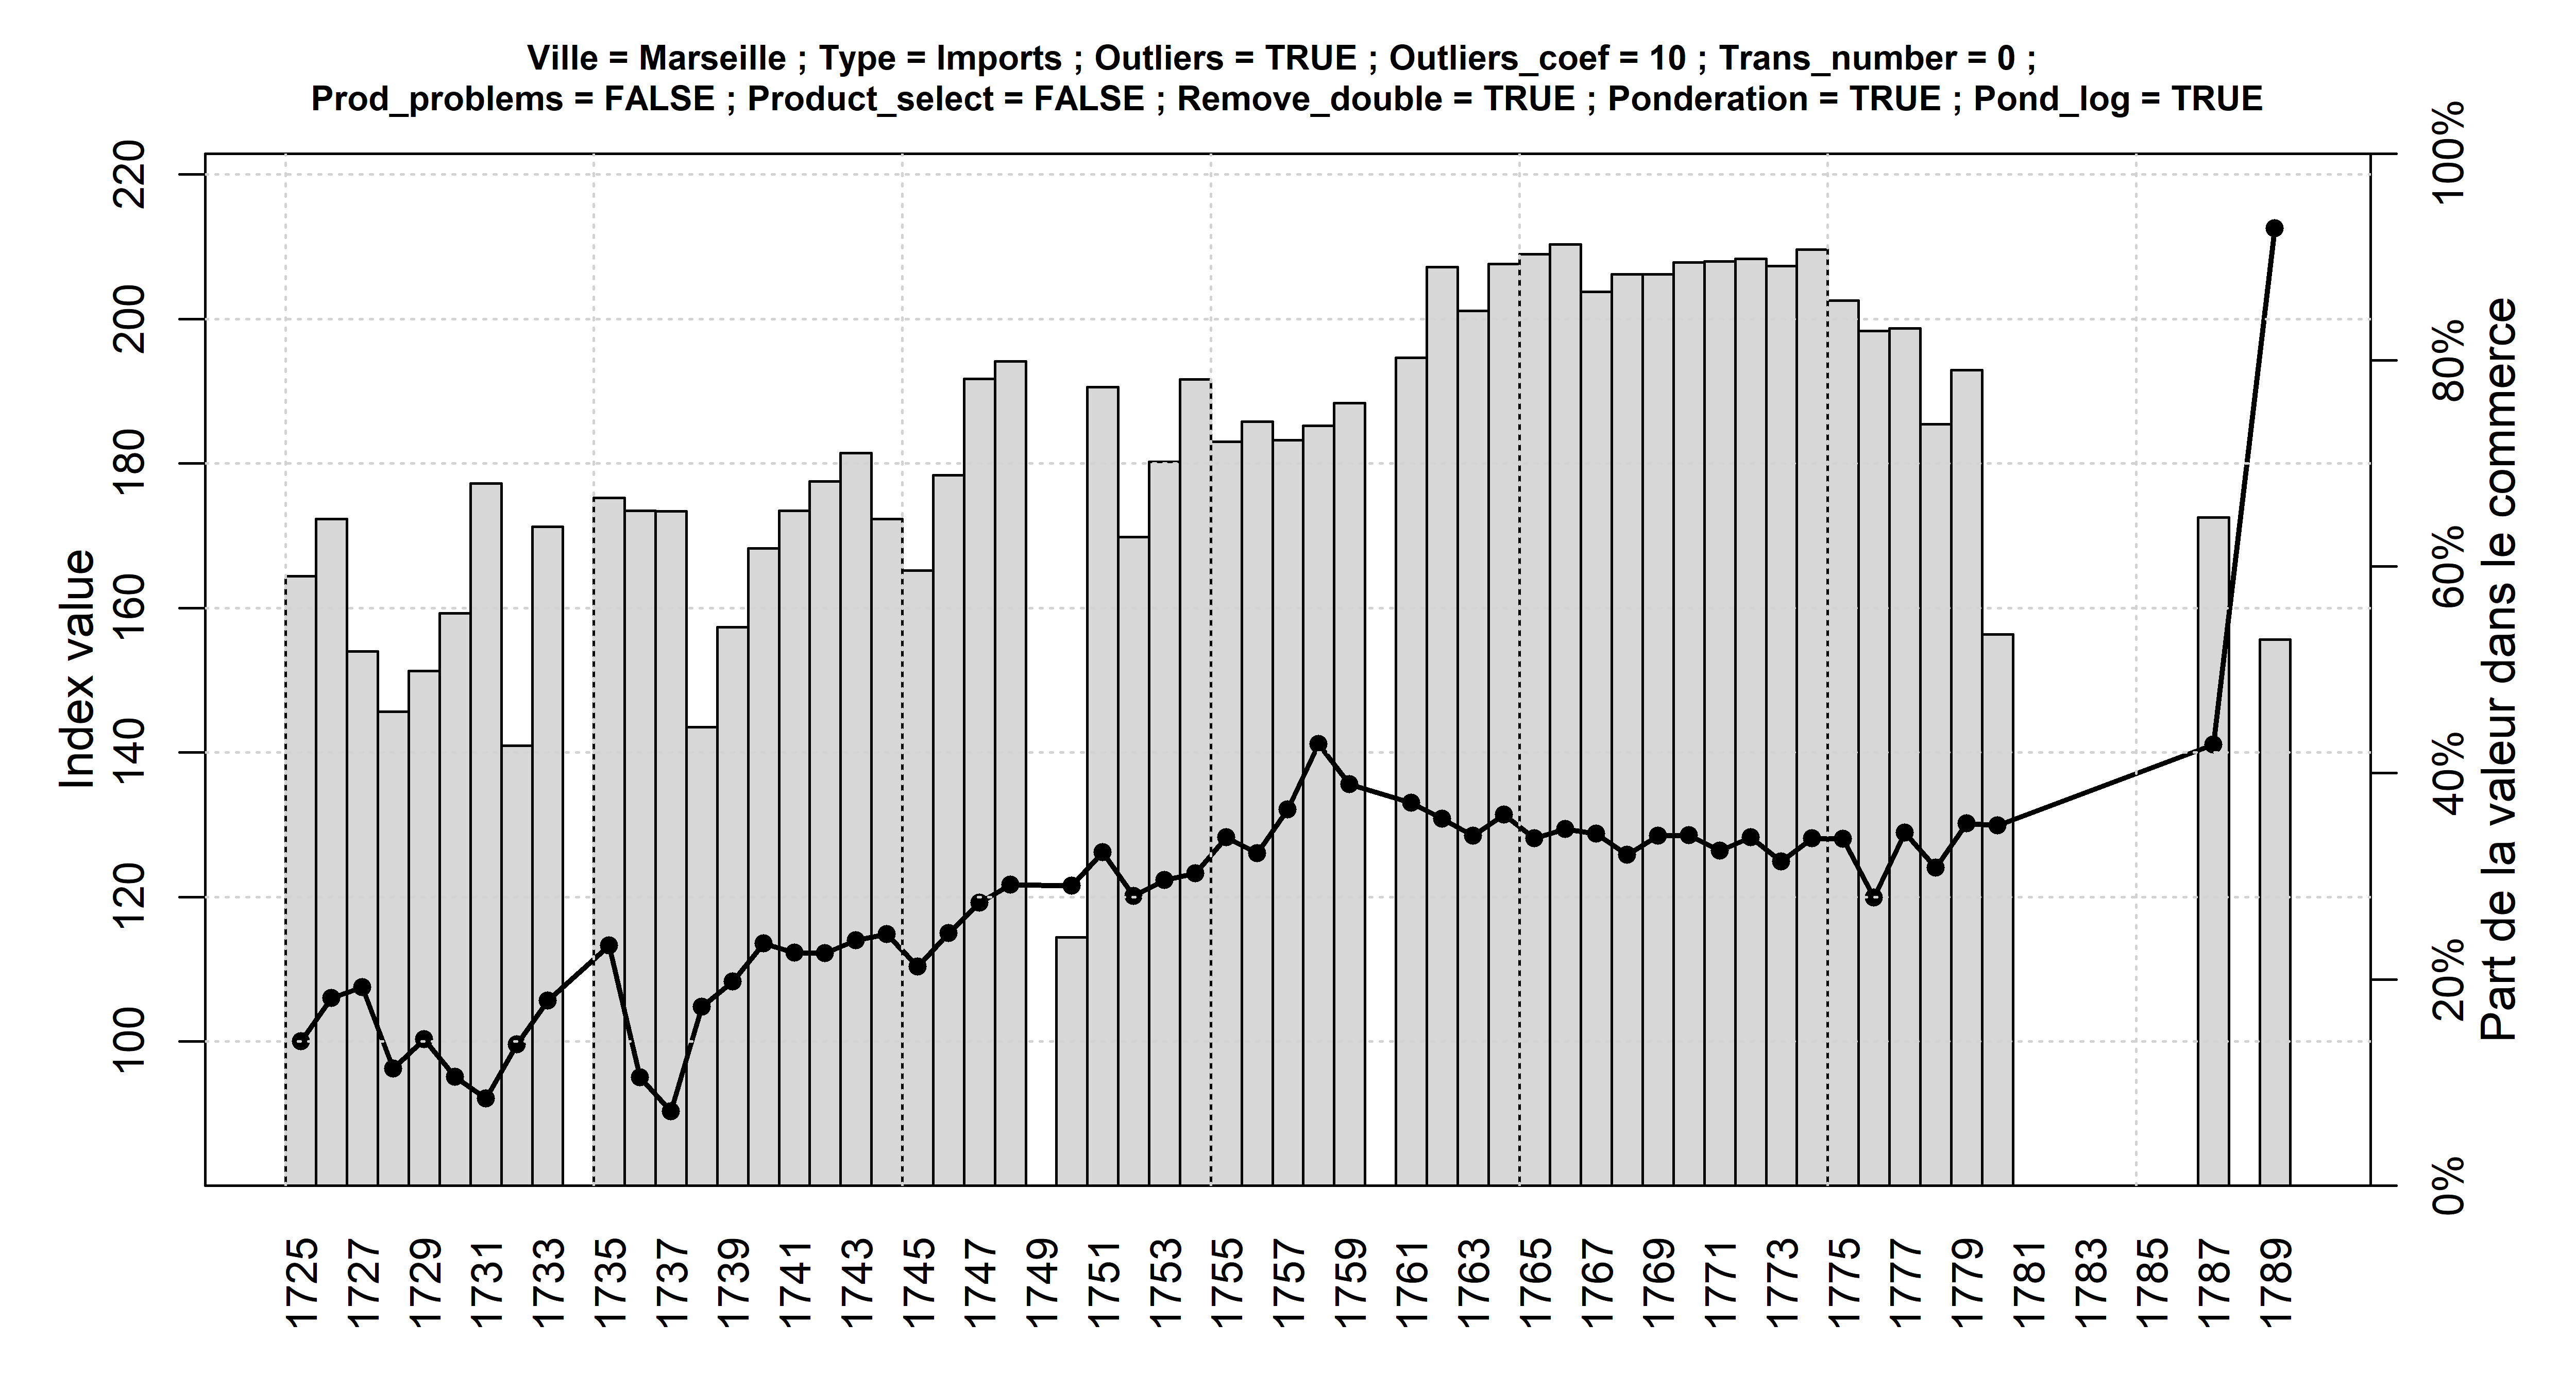 Ville = Marseille ; Type = Imports ; Outliers = TRUE ; Outliers_coef = 10 ; Trans_number = 0 ;
Prod_problems = FALSE ; Product_select = FALSE ; Remove_double = TRUE ; Ponderation = TRUE ; Pond_log = TRUE
Index value
220
200
180
160
140
120
100
100%
80%
60%
40%
20%
0%
Part de la valeur dans le commerce
1725 1727 1729 1731 1733 1735 1737 1739 1741 1743 1745 1747 1749 1751 1753 1755 1757 1759 1761 1763 1765 1767 1769 1771 1773 1775 1777 1779 1781 1783 1785 1787 1789